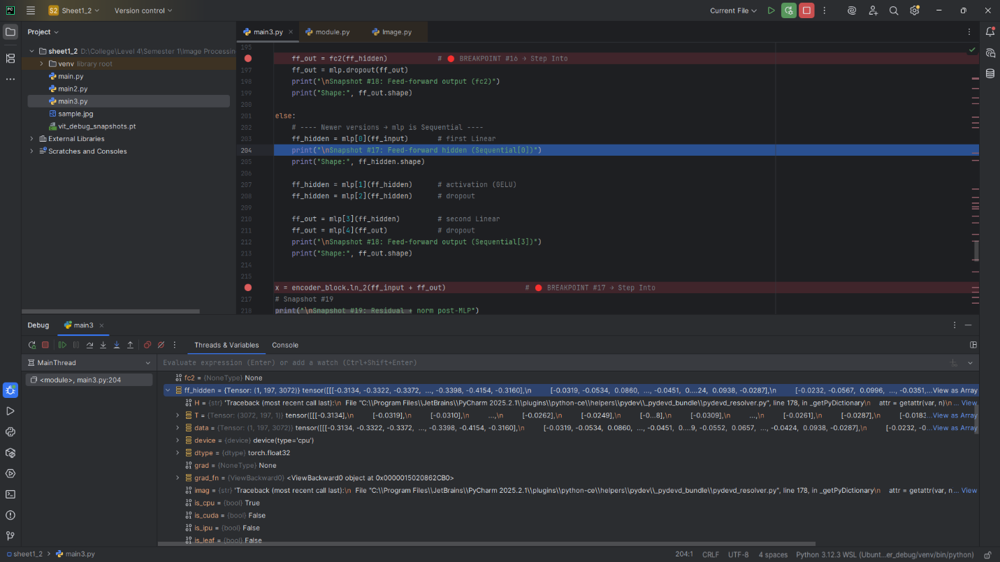 PC S2 Sheet1_2 Version control Current File
Project
main3.py module.py Image.py
sheet1_2 D:\College\Level 4\Semester 1\Image Processin
venv library root
main.py
main2.py
main3.py
sample.jpg
vit_debug_snapshots.pt
External Libraries
Scratches and Consoles
195
ff_out = fc2(ff_hidden) # 🔴 BREAKPOINT #16 → Step Into
197 ff_out = mlp.dropout(ff_out)
198 print("\nSnapshot #18: Feed-forward output (fc2)")
199 print("Shape:", ff_out.shape)
200
201 else:
202 # ---- Newer versions → mlp is Sequential ----
203 ff_hidden = mlp[0](ff_input) # first Linear
204 print("\nSnapshot #17: Feed-forward hidden (Sequential[0])")
205 print("Shape:", ff_hidden.shape)
206
207 ff_hidden = mlp[1](ff_hidden) # activation (GELU)
208 ff_hidden = mlp[2](ff_hidden) # dropout
209
210 ff_out = mlp[3](ff_hidden) # second Linear
211 ff_out = mlp[4](ff_out) # dropout
212 print("\nSnapshot #18: Feed-forward output (Sequential[3])")
213 print("Shape:", ff_out.shape)
214
215
x = encoder_block.ln_2(ff_input + ff_out) # 🔴 BREAKPOINT #17 → Step Into
217 # Snapshot #19
218 print("\nSnapshot #19: Residual + norm post-MLP")
Debug main3
Threads & Variables Console
MainThread
Evaluate expression (Enter) or add a watch (Ctrl+Shift+Enter)
<module>, main3.py:204
fc2 = {NoneType} None
ff_hidden = {Tensor: (1, 197, 3072)} tensor([[[-0.3134, -0.3322, -0.3372, ..., -0.3398, -0.4154, -0.3160],\n [-0.0319, -0.0534, 0.0860, ..., -0.0451, 0....24, 0.0938, -0.0287],\n [-0.0232, -0.0567, 0.0996, ..., -0.0351,...View as Array
H = {str} 'Traceback (most recent call last):\n File "C:\\Program Files\\JetBrains\\PyCharm 2025.2.1\\plugins\\python-ce\\helpers\\pydev\\_pydevd_bundle\\pydevd_resolver.py", line 178, in _getPyDictionary\n attr = getattr(var, n)\n ... View
T = {Tensor: (3072, 197, 1)} tensor([[[-0.3134],\n [-0.0319],\n [-0.0310],\n ...,\n [-0.0262],\n [-0.0249],\n [-0...8],\n [-0.0309],\n ...,\n [-0.0261],\n [-0.0287],\n [-0.0183...View as Array
data = {Tensor: (1, 197, 3072)} tensor([[[-0.3134, -0.3322, -0.3372, ..., -0.3398, -0.4154, -0.3160],\n [-0.0319, -0.0534, 0.0860, ..., -0.0451, 0....9, -0.0552, 0.0657, ..., -0.0424, 0.0938, -0.0287],\n [-0.0232, -0...View as Array
device = {device} device(type='cpu')
dtype = {dtype} torch.float32
grad = {NoneType} None
grad_fn = {ViewBackward0} <ViewBackward0 object at 0x0000015020862CB0>
imag = {str} 'Traceback (most recent call last):\n File "C:\\Program Files\\JetBrains\\PyCharm 2025.2.1\\plugins\\python-ce\\helpers\\pydev\\_pydevd_bundle\\pydevd_resolver.py", line 178, in _getPyDictionary\n attr = getattr(var, n... View
is_cpu = {bool} True
is_cuda = {bool} False
is_ipu = {bool} False
is_leaf = {bool} False
sheet1_2 main3.py 204:1 CRLF UTF-8 4 spaces Python 3.12.3 WSL (Ubunt...er_debug/venv/bin/python)